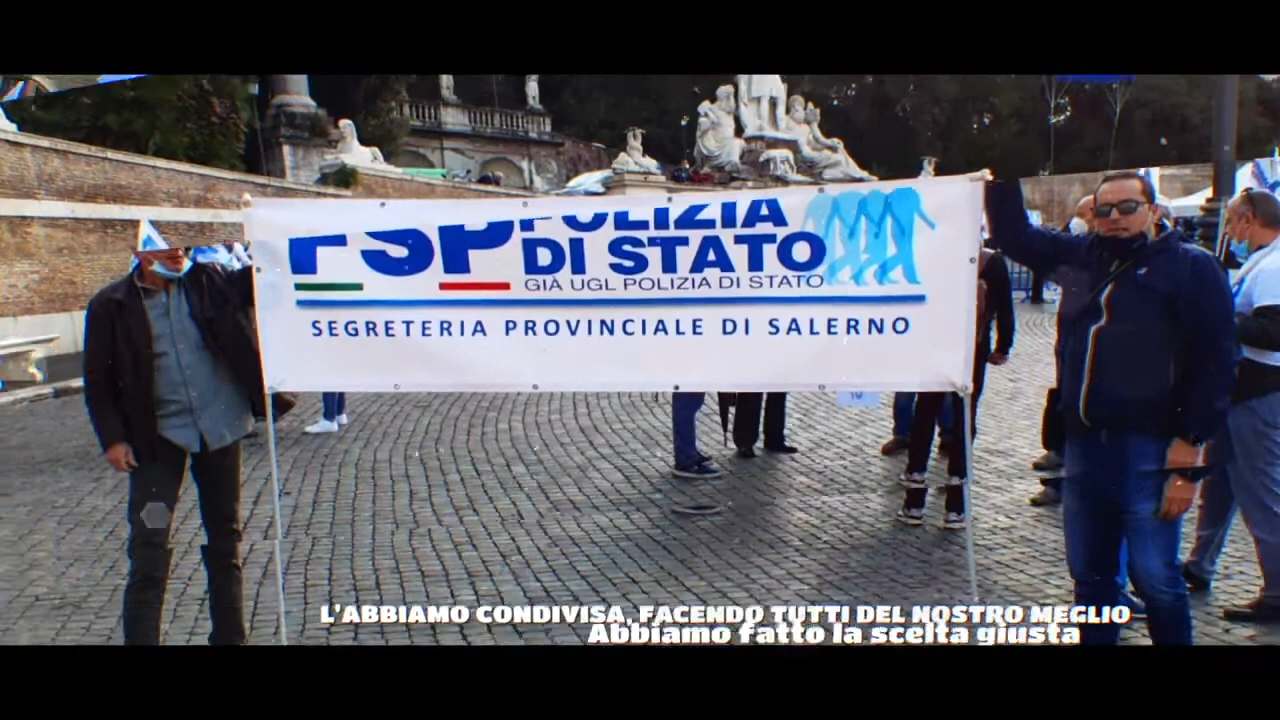 FSP POLIZIA
DI STATO
GIÀ UGL POLIZIA DI STATO
SEGRETERIA PROVINCIALE DI SALERNO
L'ABBIAMO CONDIVISA, FACENDO TUTTI DEL NOSTRO MEGLIO
Abbiamo fatto la scelta giusta